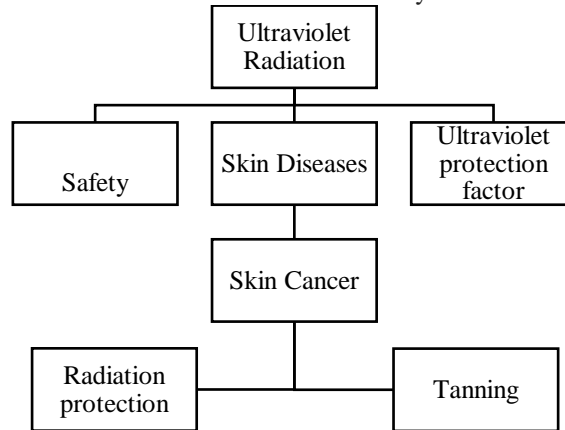 Ultraviolet
Radiation
Safety
Skin Diseases
Ultraviolet
protection
factor
Skin Cancer
Radiation
protection
Tanning